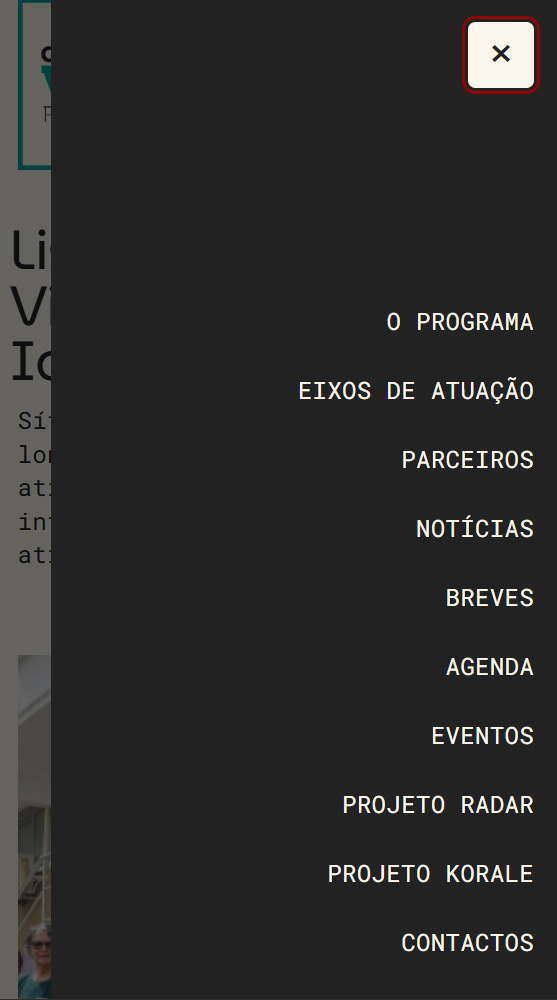 O PROGRAMA
EIXOS DE ATUAÇÃO
PARCEIROS
NOTÍCIAS
BREVES
AGENDA
EVENTOS
PROJETO RADAR
PROJETO KORALE
CONTACTOS